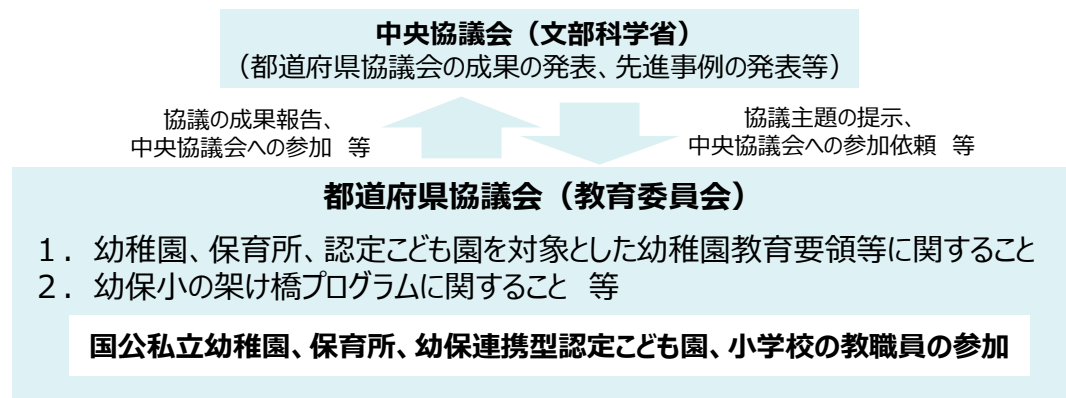 中央協議会（文部科学省）
（都道府県協議会の成果の発表、先進事例の発表等）
協議の成果報告、
中央協議会への参加　等
協議主題の提示、
中央協議会への参加依頼　等
都道府県協議会（教育委員会）
１．幼稚園、保育所、認定こども園を対象とした幼稚園教育要領等に関すること
２．幼保小の架け橋プログラムに関すること　等
国公私立幼稚園、保育所、幼保連携型認定こども園、小学校の教職員の参加